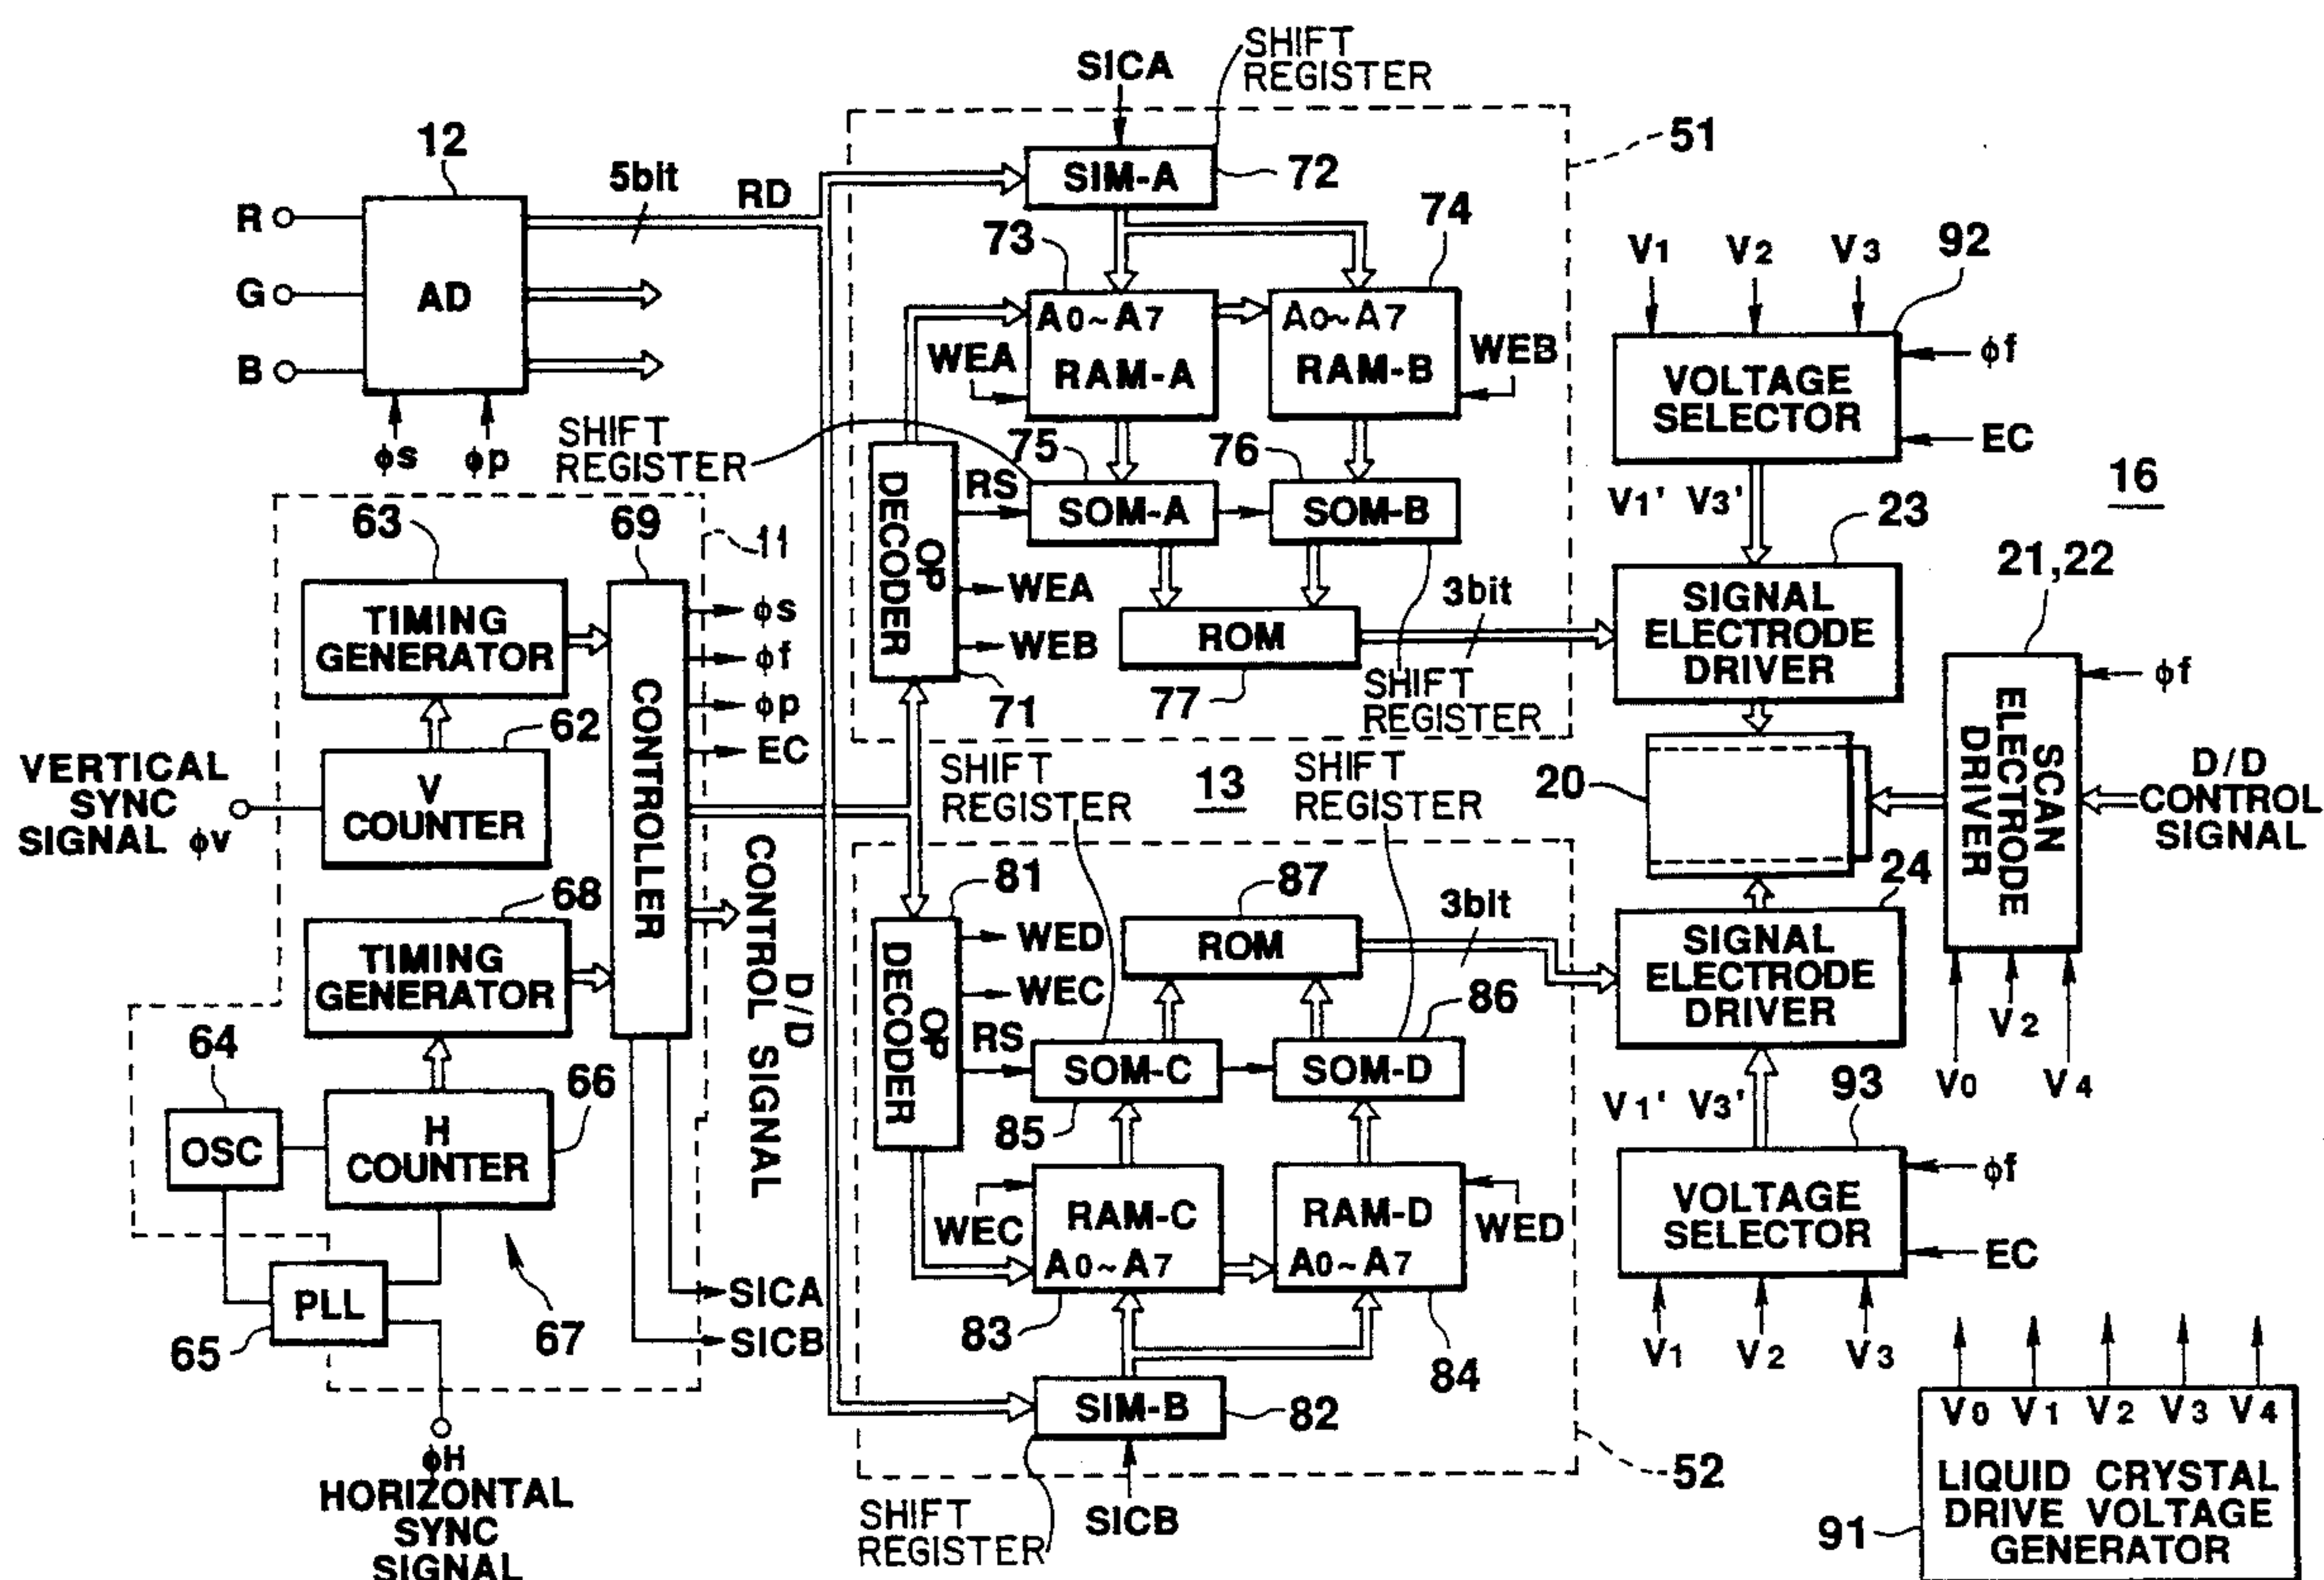 SICA
SHIFT
REGISTER
51
12
5bit
RD
R
G
B
AD
φs
φp
SIM-A
72
73
74
A0~A7
RAM-A
A0~A7
RAM-B
WEA
WEB
SHIFT
REGISTER
75
76
RS
SOM-A
SOM-B
OP
DECODER
71
WEA
WEB
ROM
77
3bit
SHIFT
REGISTER
V1
V2
V3
92
φf
VOLTAGE
SELECTOR
EC
16
V1' V3'
23
SIGNAL
ELECTRODE
DRIVER
21,22
φf
SCAN
ELECTRODE
DRIVER
D/D
CONTROL
SIGNAL
20
24
SIGNAL
ELECTRODE
DRIVER
V0
V2
V4
V1' V3'
93
φf
VOLTAGE
SELECTOR
EC
V1
V2
V3
63
69
11
TIMING
GENERATOR
CONTROLLER
φs
φf
φp
EC
62
VERTICAL
SYNC
SIGNAL φv
V
COUNTER
68
TIMING
GENERATOR
D/D
CONTROL SIGNAL
64
OSC
H
COUNTER
66
PLL
65
67
SICA
SICB
φH
HORIZONTAL
SYNC
SIGNAL
SHIFT
REGISTER
13
SHIFT
REGISTER
81
OP
DECODER
WED
WEC
RS
87
ROM
3bit
SOM-C
SOM-D
86
85
WEC
RAM-C
A0~A7
RAM-D
A0~A7
WED
83
84
SIM-B
82
SICB
SHIFT
REGISTER
52
V0 V1 V2 V3 V4
LIQUID CRYSTAL
DRIVE VOLTAGE
GENERATOR
91